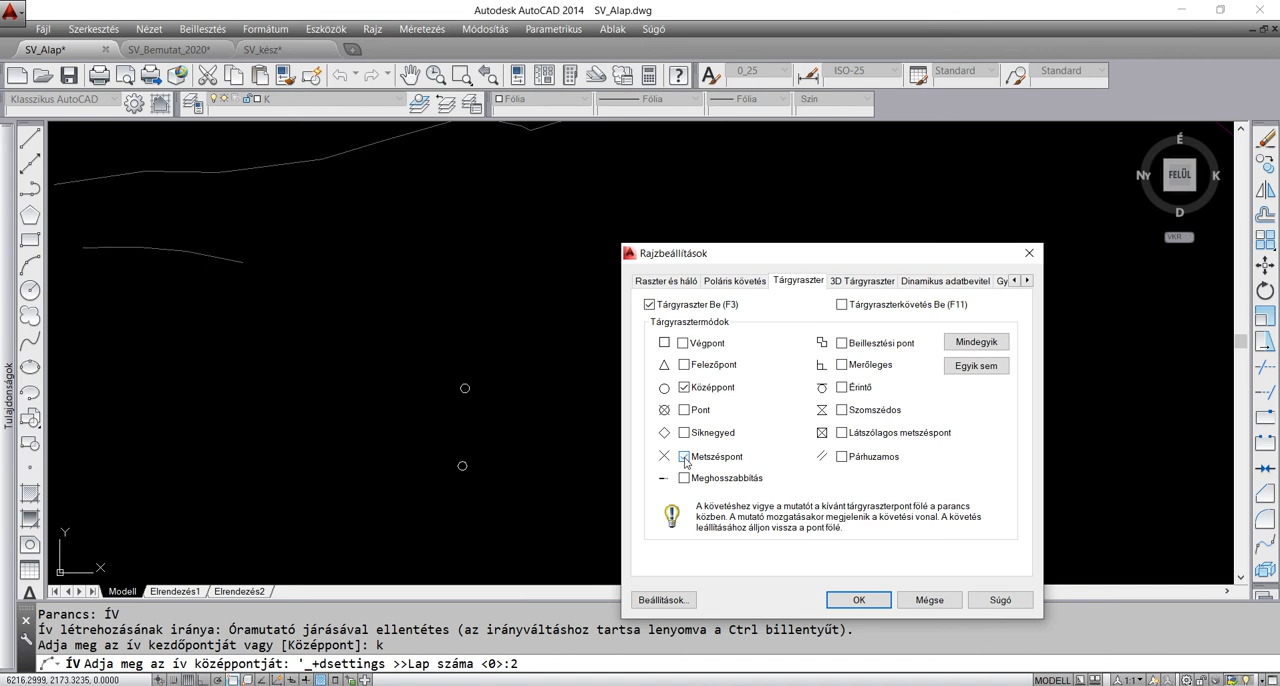 Autodesk AutoCAD 2014 SV_Alap.dwg
Fájl Szerkesztés Nézet Beillesztés Formátum Eszközök Rajz Méretezés Módosítás Parametrikus Ablak Súgó
SV_Alap* SV_Bemutat_2020* SV_kész*
0_25 ISO-25 Standard Standard
Klasszikus AutoCAD K Fólia Fólia Fólia Szín
É
Ny FELÜL K
D
VKR
Tulajdonságok
Rajzbeállítások
Raszter és háló Poláris követés Tárgyraszter 3D Tárgyraszter Dinamikus adatbevitel Gy
Tárgyraszter Be (F3) Tárgyraszterkövetés Be (F11)
Tárgyrasztermódok
Végpont Beillesztési pont Mindegyik
Felezőpont Merőleges Egyik sem
Középpont Érintő
Pont Szomszédos
Síknegyed Látszólagos metszéspont
Metszéspont Párhuzamos
Meghosszabbítás
A követéshez vigye a mutatót a kívánt tárgyraszterpont fölé a parancs
közben. A mutató mozgatásakor megjelenik a követési vonal. A követés
leállításához álljon vissza a pont fölé.
Beállítások... OK Mégse Súgó
Y
X
Modell Elrendezés1 Elrendezés2
Parancs: ÍV
Ív létrehozásának iránya: Óramutató járásával ellentétes (az irányváltáshoz tartsa lenyomva a Ctrl billentyűt).
Adja meg az ív kezdőpontját vagy [Középpont]: k
ÍV Adja meg az ív középpontját: '_+dsettings >>Lap száma <0>:2
6216.2999, 2173.3235, 0.0000 MODELL 1:1